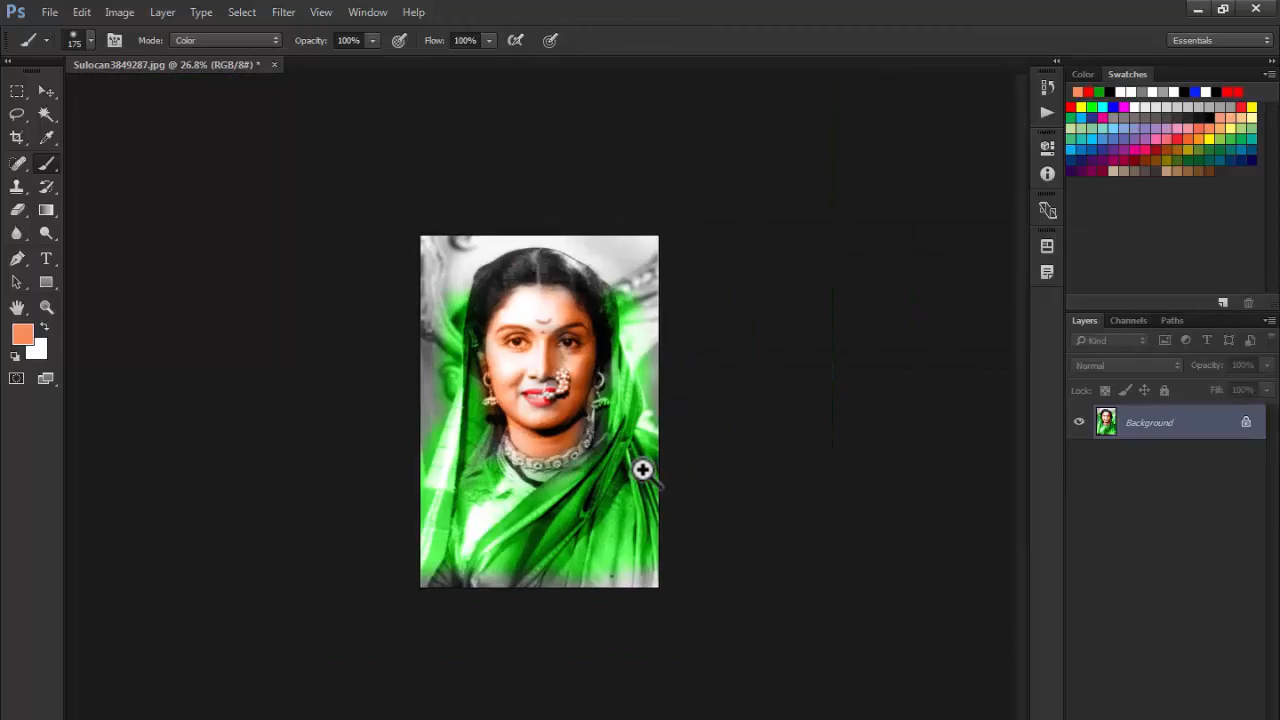 Ps File Edit Image Layer Type Select Filter View Window Help
175 Mode: Color Opacity: 100% Flow: 100% Essentials
Sulocan3849287.jpg @ 26.8% (RGB/8#) * ×
Color Swatches
Layers Channels Paths
Kind
Normal Opacity: 100%
Lock: Fill: 100%
Background